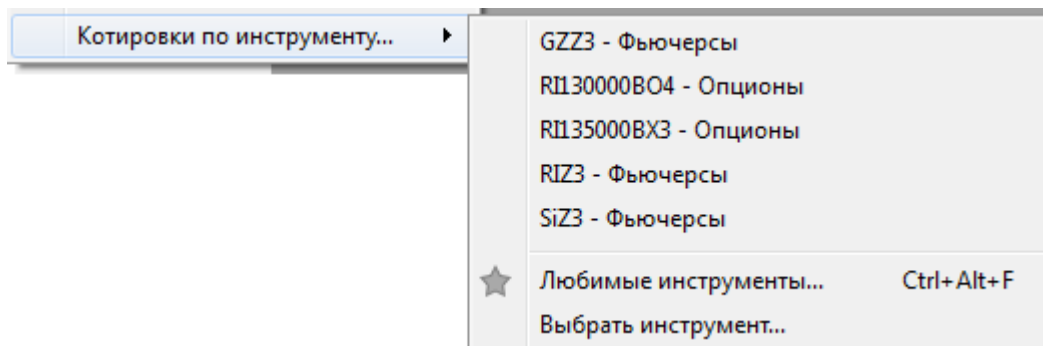 Котировки по инструменту...
GZZ3 - Фьючерсы
RI130000BO4 - Опционы
RI135000BX3 - Опционы
RIZ3 - Фьючерсы
SiZ3 - Фьючерсы
Любимые инструменты... Ctrl+Alt+F
Выбрать инструмент...